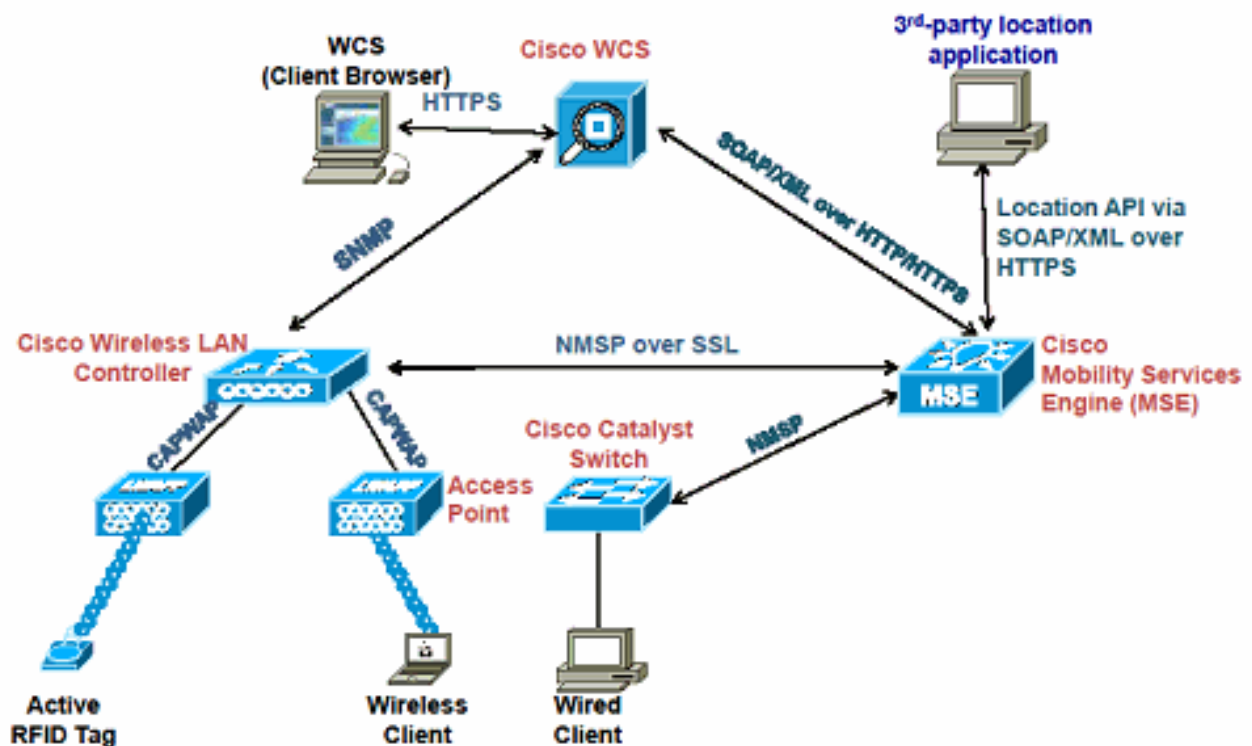 WCS
(Client Browser)
Cisco WCS
3rd-party location
application
HTTPS
SNMP
SOAP/XML over HTTP/HTTPS
Location API via
SOAP/XML over
HTTPS
Cisco Wireless LAN
Controller
NMSP over SSL
Cisco
Mobility Services
Engine (MSE)
MSE
CAPWAP
CAPWAP
Cisco Catalyst
Switch
NMSP
Access
Point
Active
RFID Tag
Wireless
Client
Wired
Client